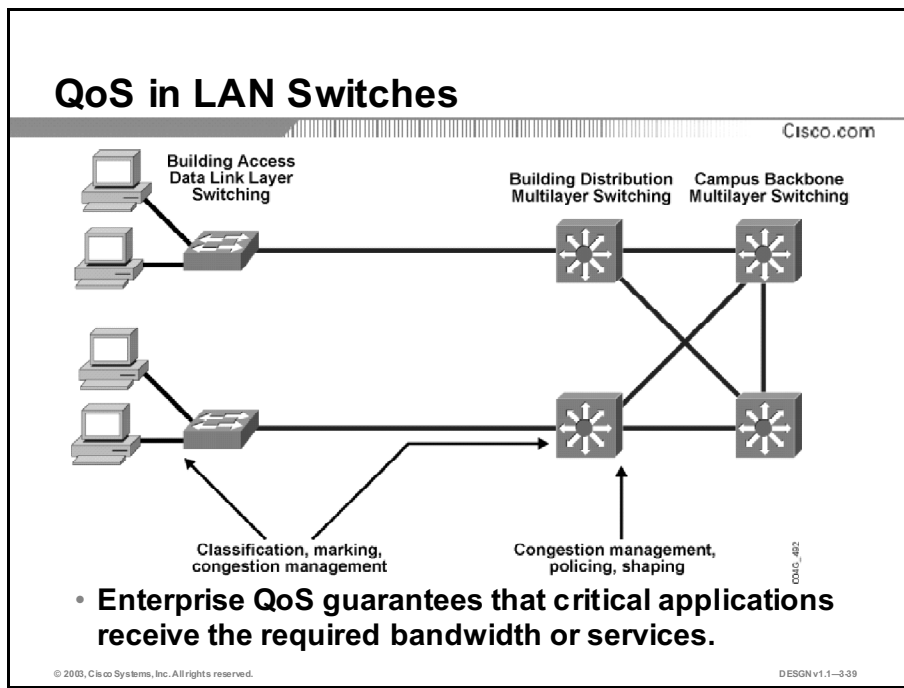 QoS in LAN Switches
Cisco.com
Building Access
Data Link Layer
Switching
Building Distribution
Multilayer Switching
Campus Backbone
Multilayer Switching
Classification, marking,
congestion management
Congestion management,
policing, shaping
C04G_492
• Enterprise QoS guarantees that critical applications
receive the required bandwidth or services.
© 2003, Cisco Systems, Inc. All rights reserved.
DESGN v1.1—3-39